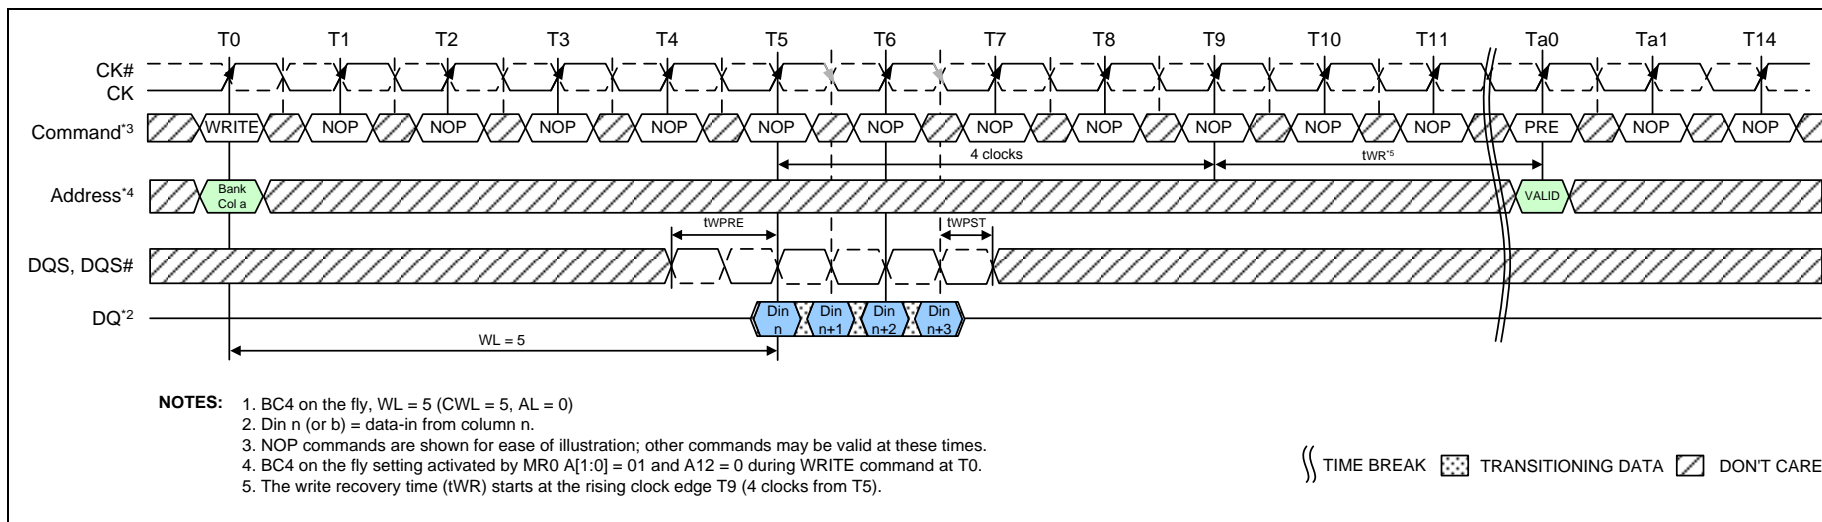 T0 T1 T2 T3 T4 T5 T6 T7 T8 T9 T10 T11 Ta0 Ta1 T14
CK#
CK
Command*3 WRITE NOP NOP NOP NOP NOP NOP NOP NOP NOP NOP NOP PRE NOP NOP
4 clocks tWR*5
Address*4 Bank Col a VALID
tWPRE tWPST
DQS, DQS#
DQ*2 Din n Din n+1 Din n+2 Din n+3
WL = 5
NOTES: 1. BC4 on the fly, WL = 5 (CWL = 5, AL = 0)
2. Din n (or b) = data-in from column n.
3. NOP commands are shown for ease of illustration; other commands may be valid at these times.
4. BC4 on the fly setting activated by MR0 A[1:0] = 01 and A12 = 0 during WRITE command at T0.
5. The write recovery time (tWR) starts at the rising clock edge T9 (4 clocks from T5).
TIME BREAK TRANSITIONING DATA DON'T CARE